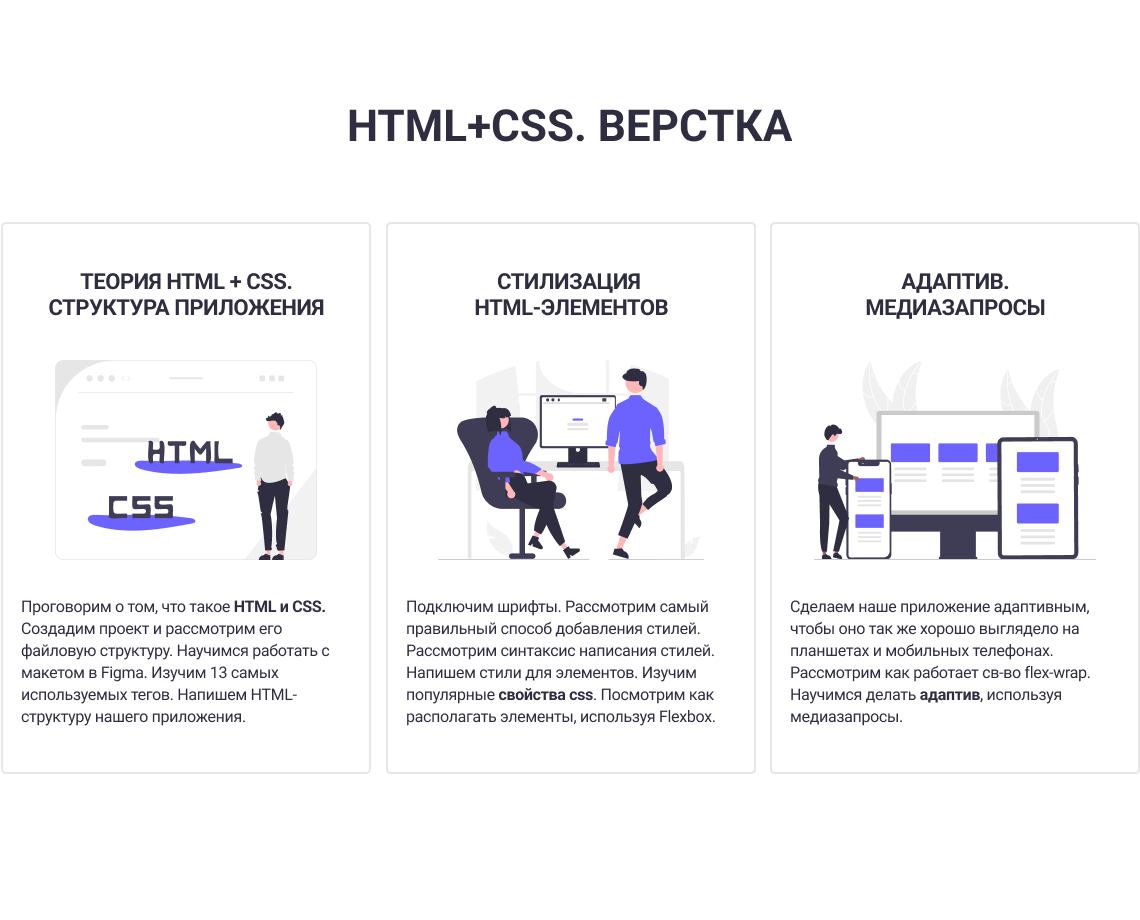 HTML+CSS. ВЕРСТКА
ТЕОРИЯ HTML + CSS.
СТРУКТУРА ПРИЛОЖЕНИЯ
HTML
CSS
Проговорим о том, что такое HTML и CSS.
Создадим проект и рассмотрим его
файловую структуру. Научимся работать с
макетом в Figma. Изучим 13 самых
используемых тегов. Напишем HTML-
структуру нашего приложения.
СТИЛИЗАЦИЯ
HTML-ЭЛЕМЕНТОВ
Подключим шрифты. Рассмотрим самый
правильный способ добавления стилей.
Рассмотрим синтаксис написания стилей.
Напишем стили для элементов. Изучим
популярные свойства css. Посмотрим как
располагать элементы, используя Flexbox.
АДАПТИВ.
МЕДИАЗАПРОСЫ
Сделаем наше приложение адаптивным,
чтобы оно так же хорошо выглядело на
планшетах и мобильных телефонах.
Рассмотрим как работает св-во flex-wrap.
Научимся делать адаптив, используя
медиазапросы.